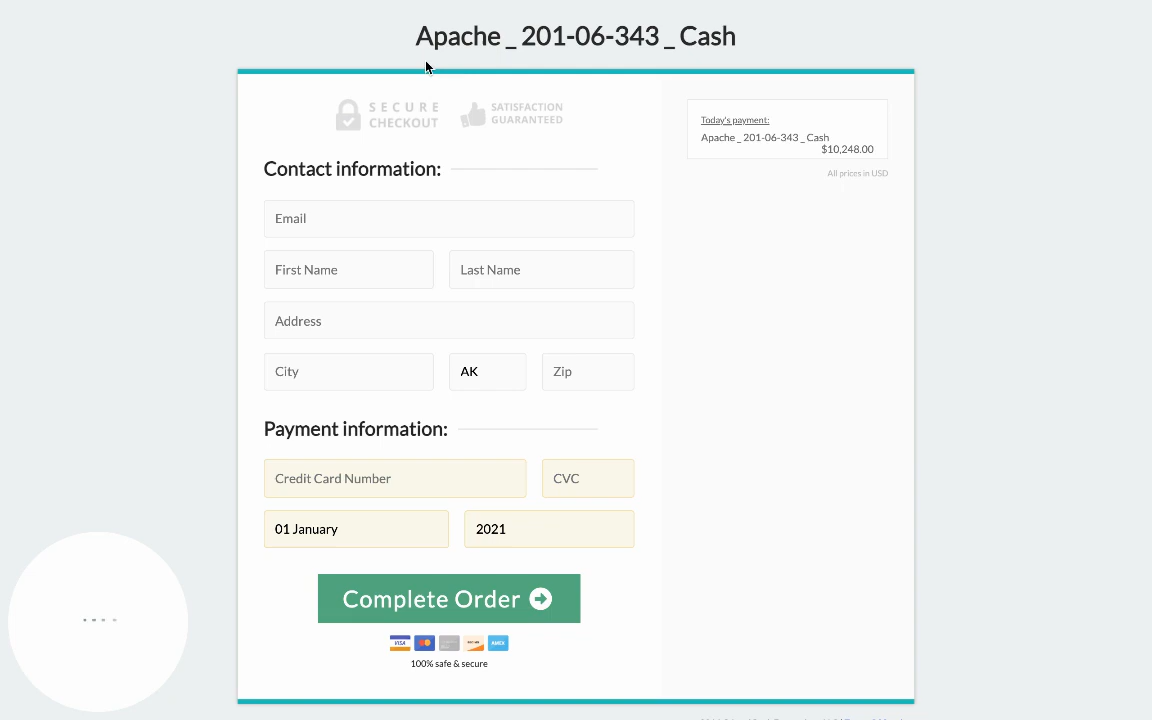 Apache _ 201-06-343 _ Cash
SECURE
CHECKOUT
SATISFACTION
GUARANTEED
Today's payment:
Apache _ 201-06-343 _ Cash
$10,248.00
All prices in USD
Contact information:
Email
First Name
Last Name
Address
City
AK
Zip
Payment information:
Credit Card Number
CVC
01 January
2021
Complete Order
VISA
AMEX
100% safe & secure